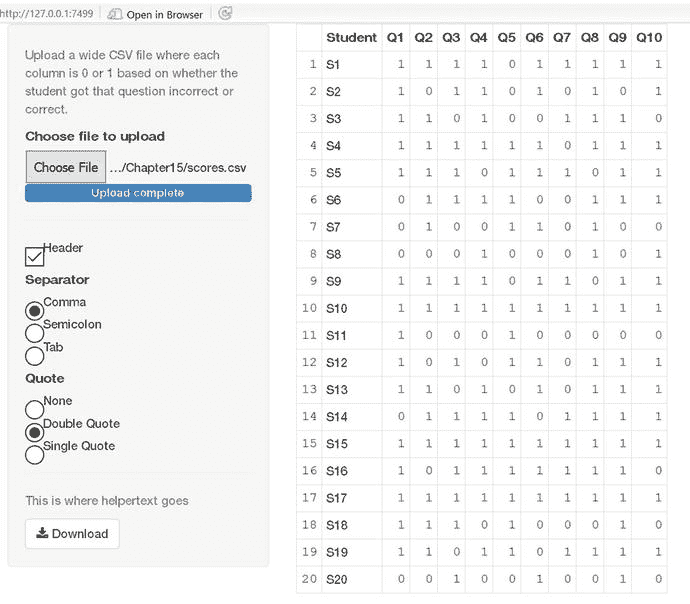 http://127.0.0.1:7499 Open in Browser
Upload a wide CSV file where each
column is 0 or 1 based on whether the
student got that question incorrect or
correct.
Choose file to upload
Choose File .../Chapter15/scores.csv
Upload complete
Header
Separator
Comma
Semicolon
Tab
Quote
None
Double Quote
Single Quote
This is where helpertext goes
Download
Student Q1 Q2 Q3 Q4 Q5 Q6 Q7 Q8 Q9 Q10
1 S1 1 1 1 1 0 1 1 1 1 1
2 S2 1 0 1 1 0 1 0 1 0 1
3 S3 1 1 0 1 0 0 1 1 1 0
4 S4 1 1 1 1 1 1 0 1 1 1
5 S5 1 1 1 0 1 1 1 0 1 1
6 S6 0 1 1 1 1 0 1 0 1 1
7 S7 0 1 0 0 1 1 0 1 0 0
8 S8 0 0 0 1 0 0 0 1 0 1
9 S9 1 1 1 1 0 1 1 0 1 1
10 S10 1 1 1 1 1 1 1 1 1 1
11 S11 1 0 0 0 1 0 0 0 0 0
12 S12 1 0 1 0 1 1 0 1 1 1
13 S13 1 1 0 1 0 1 0 1 1 1
14 S14 0 1 1 1 1 0 1 1 1 1
15 S15 1 1 1 1 1 1 1 1 1 1
16 S16 1 0 1 1 1 1 1 1 1 0
17 S17 1 1 1 1 1 1 1 1 1 1
18 S18 1 1 1 0 1 0 0 0 1 0
19 S19 1 1 0 1 1 0 1 1 1 1
20 S20 0 0 1 0 0 1 0 0 1 0